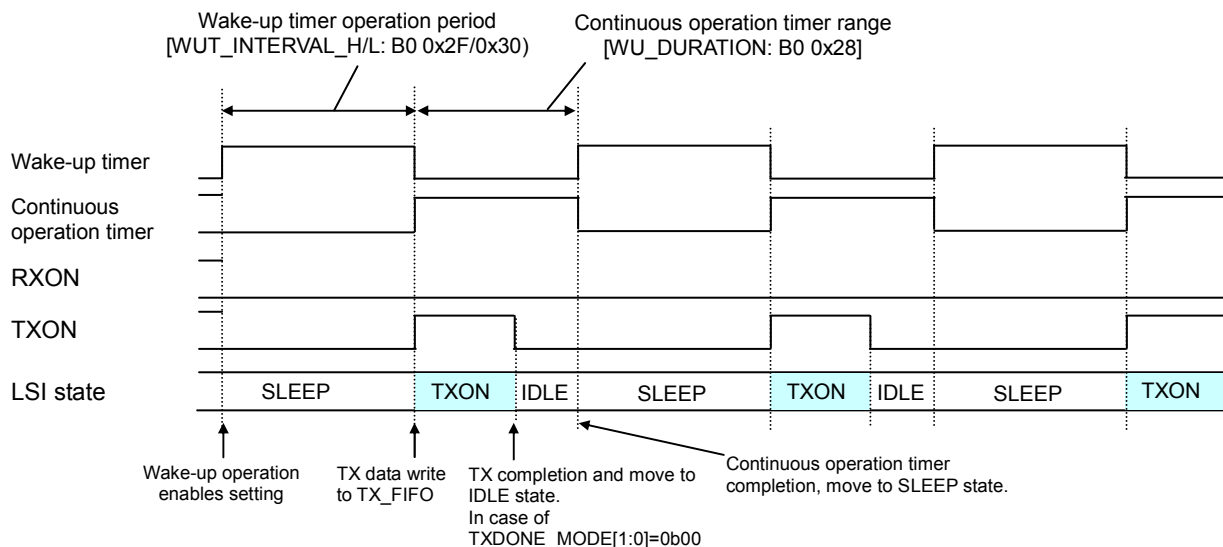 Wake-up timer operation period
[WUT_INTERVAL_H/L: B0 0x2F/0x30)
Continuous operation timer range
[WU_DURATION: B0 0x28]
Wake-up timer
Continuous
operation timer
RXON
TXON
LSI state
SLEEP
TXON
IDLE
SLEEP
TXON
IDLE
SLEEP
TXON
Wake-up operation
enables setting
TX data write
to TX_FIFO
TX completion and move to
IDLE state.
In case of
TXDONE_MODE[1:0]=0b00
Continuous operation timer
completion, move to SLEEP state.